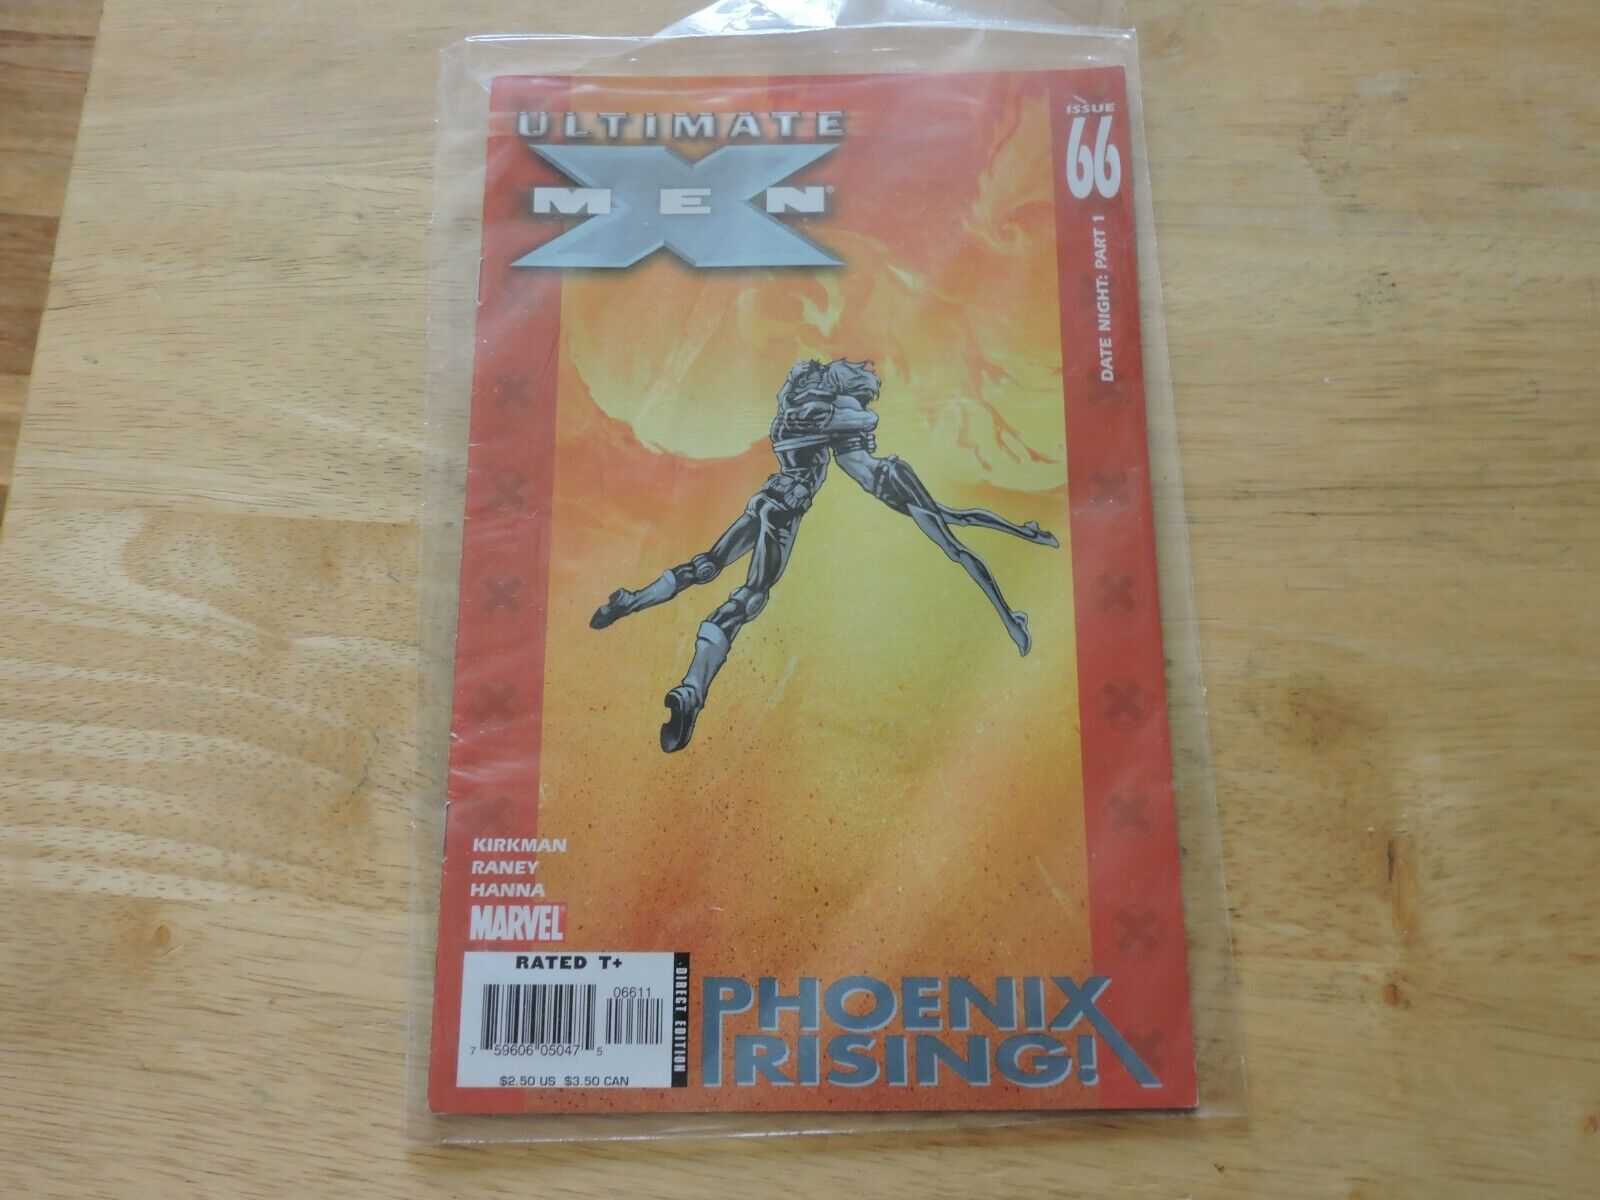 ULTIMATE
X
MEN®
ISSUE
66
DATE NIGHT: PART 1
KIRKMAN
RANEY
HANNA
MARVEL
RATED T+
06611
7 59606 05047 5
$2.50 US $3.50 CAN
DIRECT EDITION
PHOENIX
RISING!